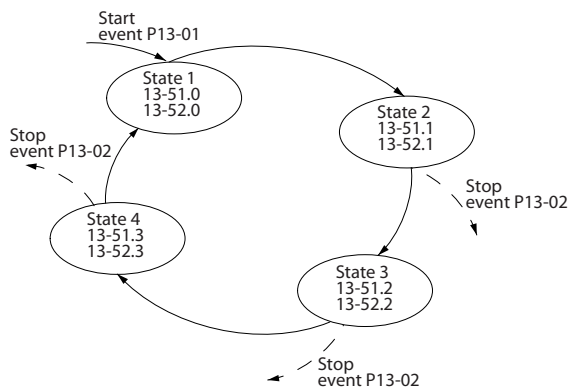 Start
event P13-01
State 1
13-51.0
13-52.0
State 2
13-51.1
13-52.1
Stop
event P13-02
Stop
event P13-02
State 4
13-51.3
13-52.3
State 3
13-51.2
13-52.2
Stop
event P13-02